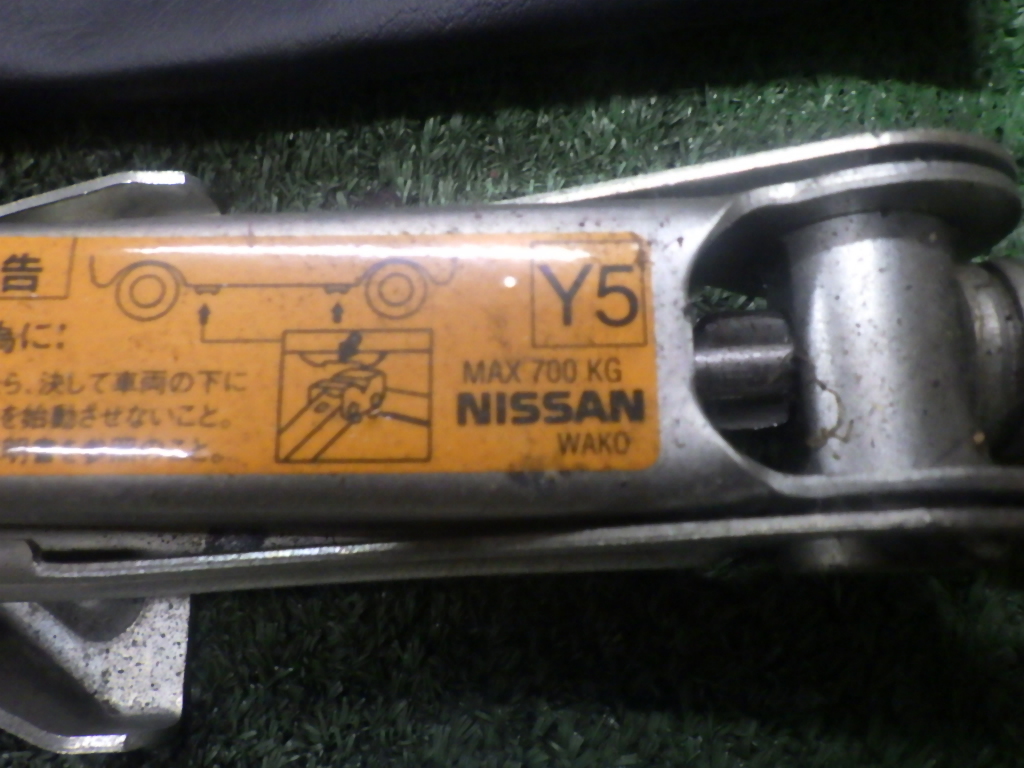 告
Y5
為に:
ら、決して車両の下に
を始動させないこと。
MAX 700 KG
NISSAN
WAKO